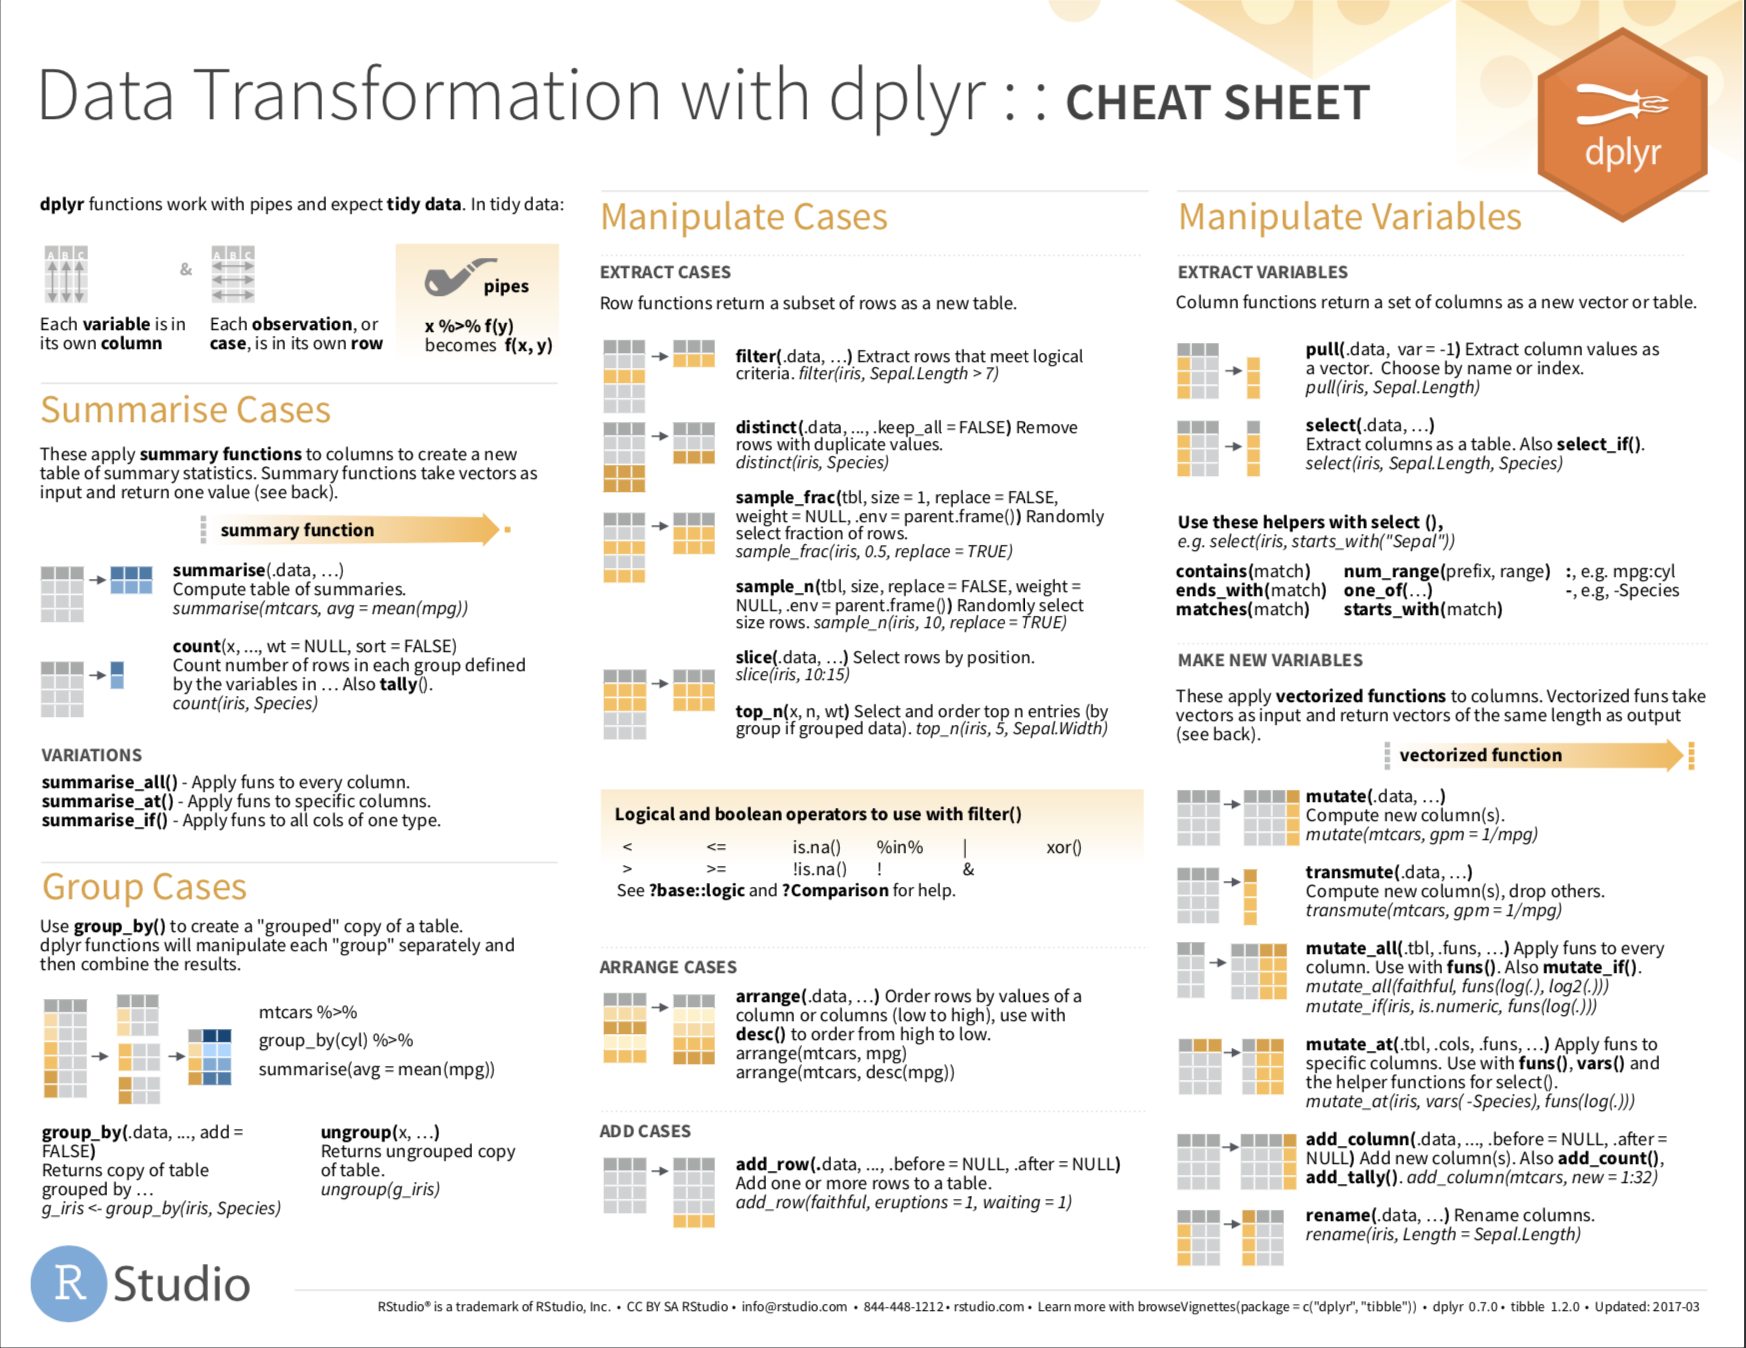 Data Transformation with dplyr : : CHEAT SHEET
dplyr
dplyr functions work with pipes and expect tidy data. In tidy data:
A B C
&
A B C
pipes
Each variable is in
its own column
Each observation, or
case, is in its own row
x %>% f(y)
becomes f(x, y)
Summarise Cases
These apply summary functions to columns to create a new
table of summary statistics. Summary functions take vectors as
input and return one value (see back).
summary function
summarise(.data, …)
Compute table of summaries.
summarise(mtcars, avg = mean(mpg))
count(x, ..., wt = NULL, sort = FALSE)
Count number of rows in each group defined
by the variables in … Also tally().
count(iris, Species)
VARIATIONS
summarise_all() - Apply funs to every column.
summarise_at() - Apply funs to specific columns.
summarise_if() - Apply funs to all cols of one type.
Group Cases
Use group_by() to create a "grouped" copy of a table.
dplyr functions will manipulate each "group" separately and
then combine the results.
mtcars %>%
group_by(cyl) %>%
summarise(avg = mean(mpg))
group_by(.data, ..., add =
FALSE)
Returns copy of table
grouped by …
g_iris <- group_by(iris, Species)
ungroup(x, …)
Returns ungrouped copy
of table.
ungroup(g_iris)
Manipulate Cases
EXTRACT CASES
Row functions return a subset of rows as a new table.
filter(.data, …) Extract rows that meet logical
criteria. filter(iris, Sepal.Length > 7)
distinct(.data, ..., .keep_all = FALSE) Remove
rows with duplicate values.
distinct(iris, Species)
sample_frac(tbl, size = 1, replace = FALSE,
weight = NULL, .env = parent.frame()) Randomly
select fraction of rows.
sample_frac(iris, 0.5, replace = TRUE)
sample_n(tbl, size, replace = FALSE, weight =
NULL, .env = parent.frame()) Randomly select
size rows. sample_n(iris, 10, replace = TRUE)
slice(.data, …) Select rows by position.
slice(iris, 10:15)
top_n(x, n, wt) Select and order top n entries (by
group if grouped data). top_n(iris, 5, Sepal.Width)
Logical and boolean operators to use with filter()
< <= is.na() %in% | xor()
> >= !is.na() ! &
See ?base::logic and ?Comparison for help.
ARRANGE CASES
arrange(.data, …) Order rows by values of a
column or columns (low to high), use with
desc() to order from high to low.
arrange(mtcars, mpg)
arrange(mtcars, desc(mpg))
ADD CASES
add_row(.data, ..., .before = NULL, .after = NULL)
Add one or more rows to a table.
add_row(faithful, eruptions = 1, waiting = 1)
Manipulate Variables
EXTRACT VARIABLES
Column functions return a set of columns as a new vector or table.
pull(.data, var = -1) Extract column values as
a vector. Choose by name or index.
pull(iris, Sepal.Length)
select(.data, …)
Extract columns as a table. Also select_if().
select(iris, Sepal.Length, Species)
Use these helpers with select (),
e.g. select(iris, starts_with("Sepal"))
contains(match) num_range(prefix, range) :, e.g. mpg:cyl
ends_with(match) one_of(…) -, e.g, -Species
matches(match) starts_with(match)
MAKE NEW VARIABLES
These apply vectorized functions to columns. Vectorized funs take
vectors as input and return vectors of the same length as output
(see back).
vectorized function
mutate(.data, …)
Compute new column(s).
mutate(mtcars, gpm = 1/mpg)
transmute(.data, …)
Compute new column(s), drop others.
transmute(mtcars, gpm = 1/mpg)
mutate_all(.tbl, .funs, …) Apply funs to every
column. Use with funs(). Also mutate_if().
mutate_all(faithful, funs(log(.), log2(.)))
mutate_if(iris, is.numeric, funs(log(.)))
mutate_at(.tbl, .cols, .funs, …) Apply funs to
specific columns. Use with funs(), vars() and
the helper functions for select().
mutate_at(iris, vars( -Species), funs(log(.)))
add_column(.data, ..., .before = NULL, .after =
NULL) Add new column(s). Also add_count(),
add_tally(). add_column(mtcars, new = 1:32)
rename(.data, …) Rename columns.
rename(iris, Length = Sepal.Length)
R Studio
RStudio® is a trademark of RStudio, Inc. • CC BY SA RStudio • info@rstudio.com • 844-448-1212 • rstudio.com • Learn more with browseVignettes(package = c("dplyr", "tibble")) • dplyr 0.7.0 • tibble 1.2.0 • Updated: 2017-03